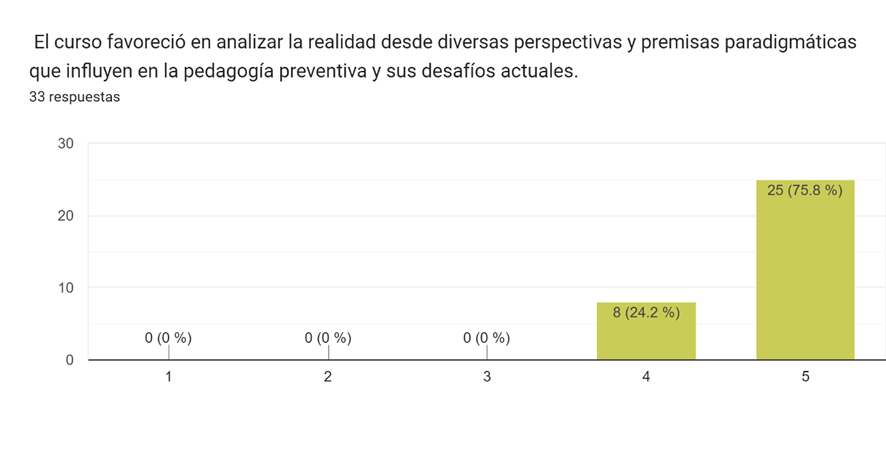 El curso favoreció en analizar la realidad desde diversas perspectivas y premisas paradigmáticas
que influyen en la pedagogía preventiva y sus desafíos actuales.
33 respuestas
30
20
10
0
0 (0 %)
0 (0 %)
0 (0 %)
8 (24.2 %)
25 (75.8 %)
1
2
3
4
5